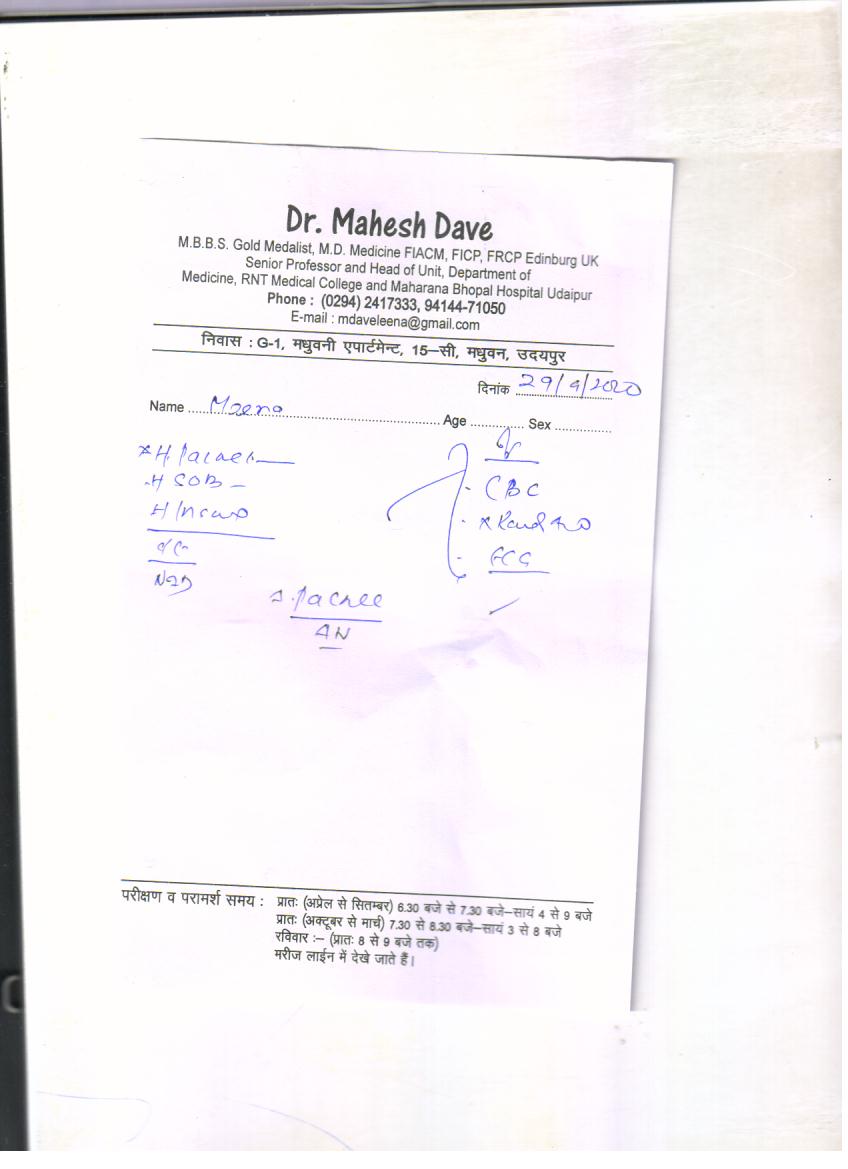 Dr. Mahesh Dave
M.B.B.S. Gold Medalist, M.D. Medicine FIACM, FICP, FRCP Edinburg UK
Senior Professor and Head of Unit, Department of
Medicine, RNT Medical College and Maharana Bhopal Hospital Udaipur
Phone : (0294) 2417333, 94144-71050
E-mail : mdaveleena@gmail.com
निवास : G-1, मधुवनी एपार्टमेन्ट, 15–सी, मधुवन, उदयपुर
दिनांक 29/9/2020
Name Meena Age Sex
H SOB –
CBC
ECG
परीक्षण व परामर्श समय : प्रातः (अप्रेल से सितम्बर) 6.30 बजे से 7.30 बजे–सायं 4 से 9 बजे
प्रातः (अक्टूबर से मार्च) 7.30 से 8.30 बजे–सायं 3 से 8 बजे
रविवार :– (प्रातः 8 से 9 बजे तक)
मरीज लाईन में देखे जाते हैं।